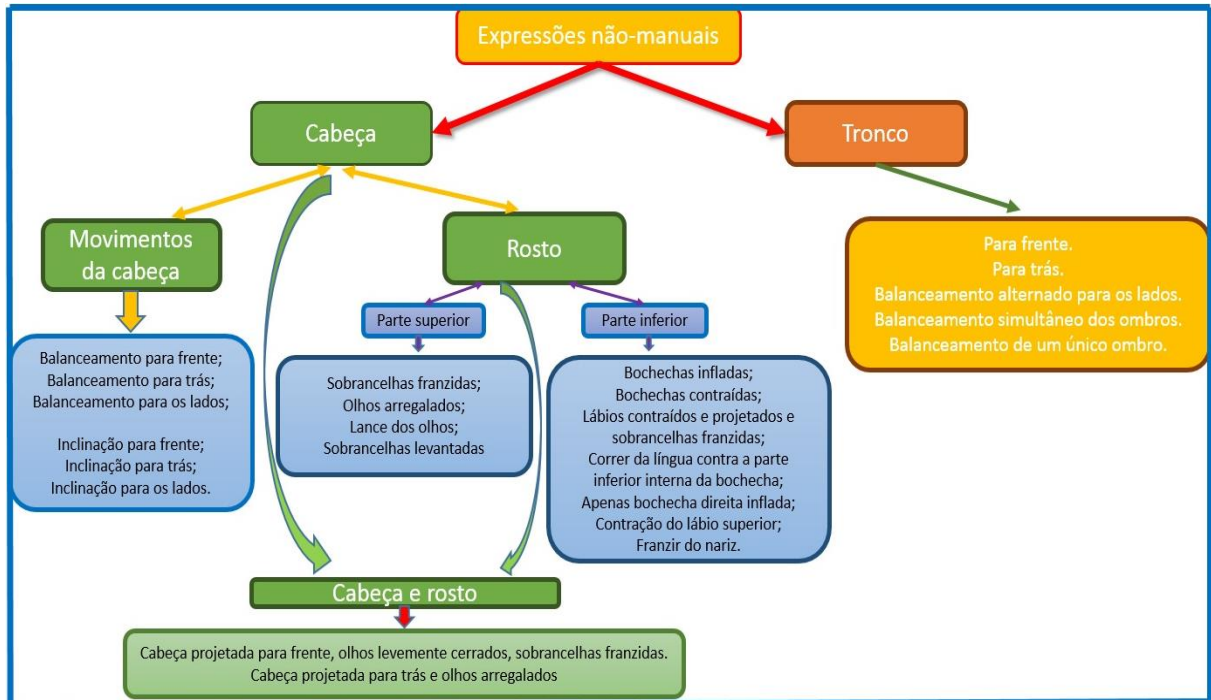 Expressões não-manuais
Cabeça
Tronco
Movimentos
da cabeça
Rosto
Para frente.
Para trás.
Balanceamento alternado para os lados.
Balanceamento simultâneo dos ombros.
Balanceamento de um único ombro.
Parte superior
Parte inferior
Balanceamento para frente;
Balanceamento para trás;
Balanceamento para os lados;
Inclinação para frente;
Inclinação para trás;
Inclinação para os lados.
Sobrancelhas franzidas;
Olhos arregalados;
Lance dos olhos;
Sobrancelhas levantadas
Bochechas infladas;
Bochechas contraídas;
Lábios contraídos e projetados e
sobrancelhas franzidas;
Correr da língua contra a parte
inferior interna da bochecha;
Apenas bochecha direita inflada;
Contração do lábio superior;
Franzir do nariz.
Cabeça e rosto
Cabeça projetada para frente, olhos levemente cerrados, sobrancelhas franzidas.
Cabeça projetada para trás e olhos arregalados